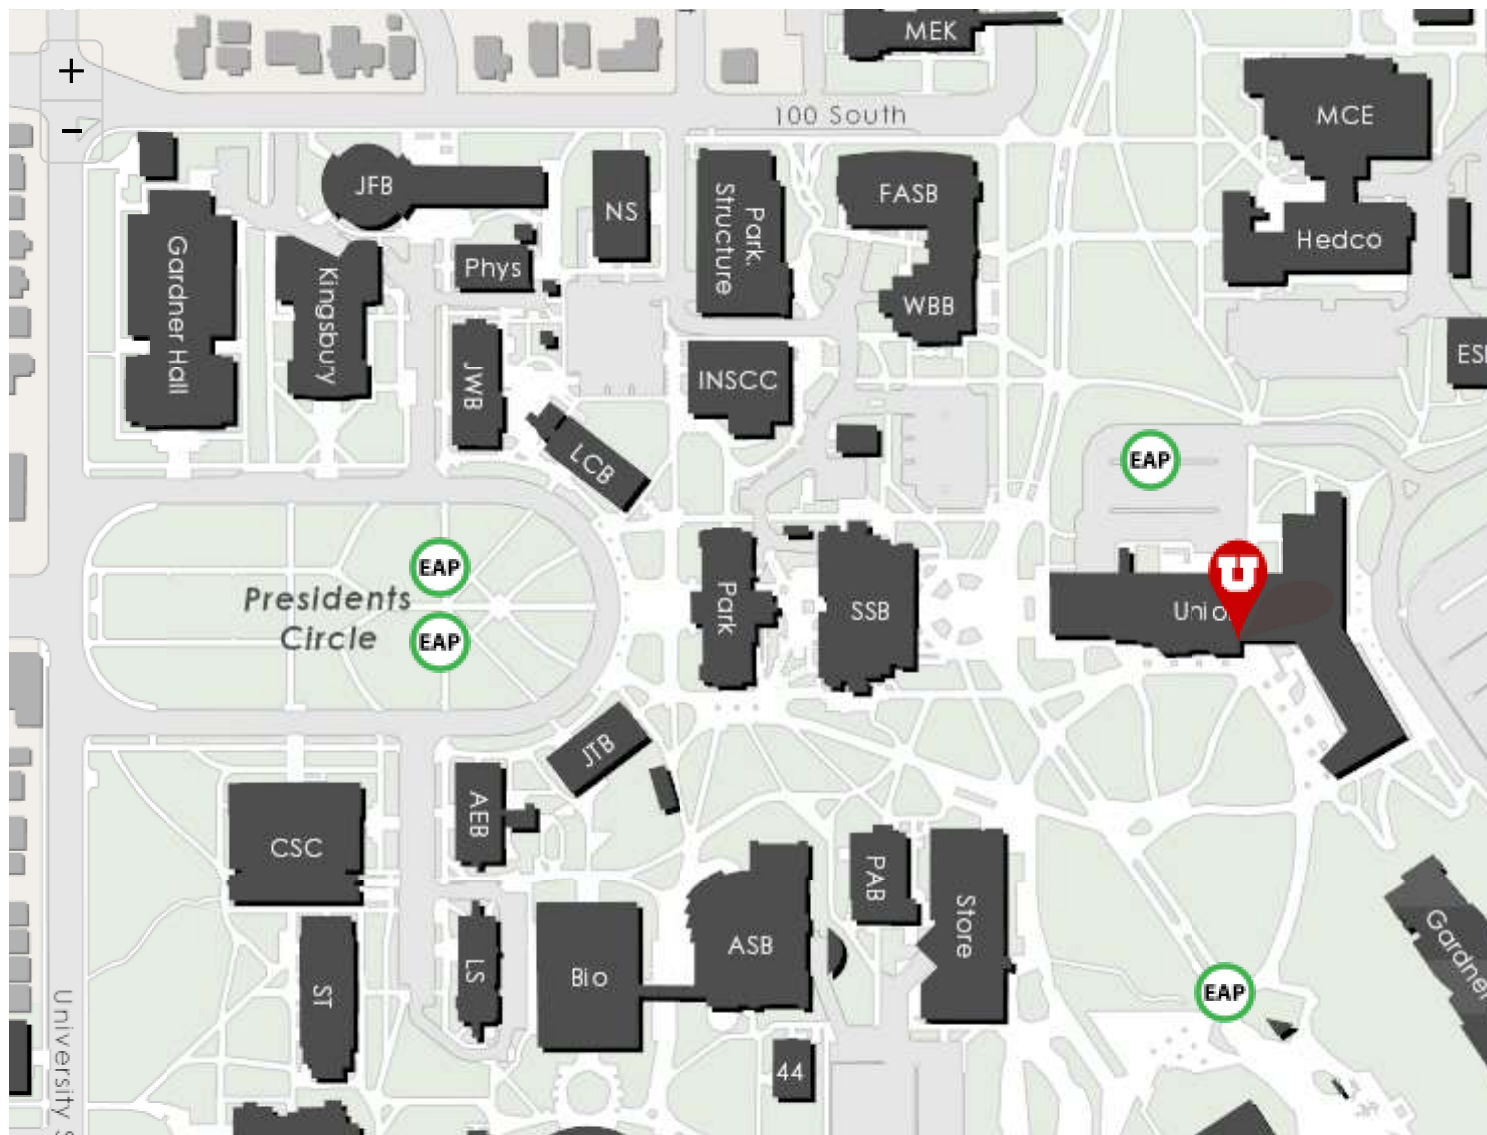 MEK
+
100 South
MCE
-
JFB
FASB
NS
Park.
Structure
Hedco
Gardner Hall
Phys
Kingsbury
WBB
INSCC
JWB
EAP
LCB
EAP
Presidents
Circle
Park
SSB
U
EAP
JTB
AEB
CSC
PAB
Store
Gardner
ASB
LS
Bio
ST
EAP
University
44